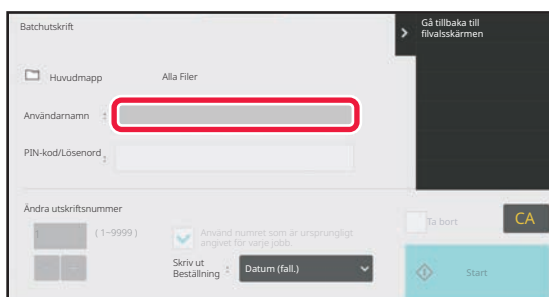 Batchutskrift
Gå tillbaka till
filvalsskärmen
Huvudmapp
Alla Filer
Användarnamn :
PIN-kod/Lösenord :
Ändra utskriftsnummer
1
( 1~9999 )
Använd numret som är ursprungligt
angivet för varje jobb.
Ta bort
CA
Skriv ut
Beställning :
Datum (fall.)
Start